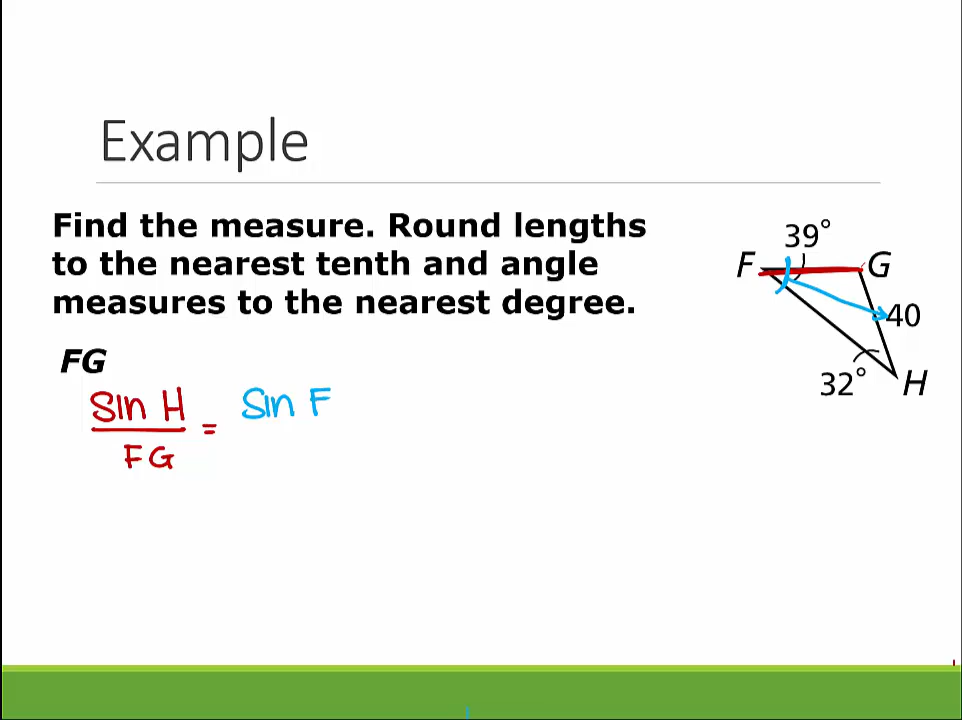 Example
Find the measure. Round lengths
to the nearest tenth and angle
measures to the nearest degree.
FG
sin H = sin F
FG
39°
F G
40
32° H